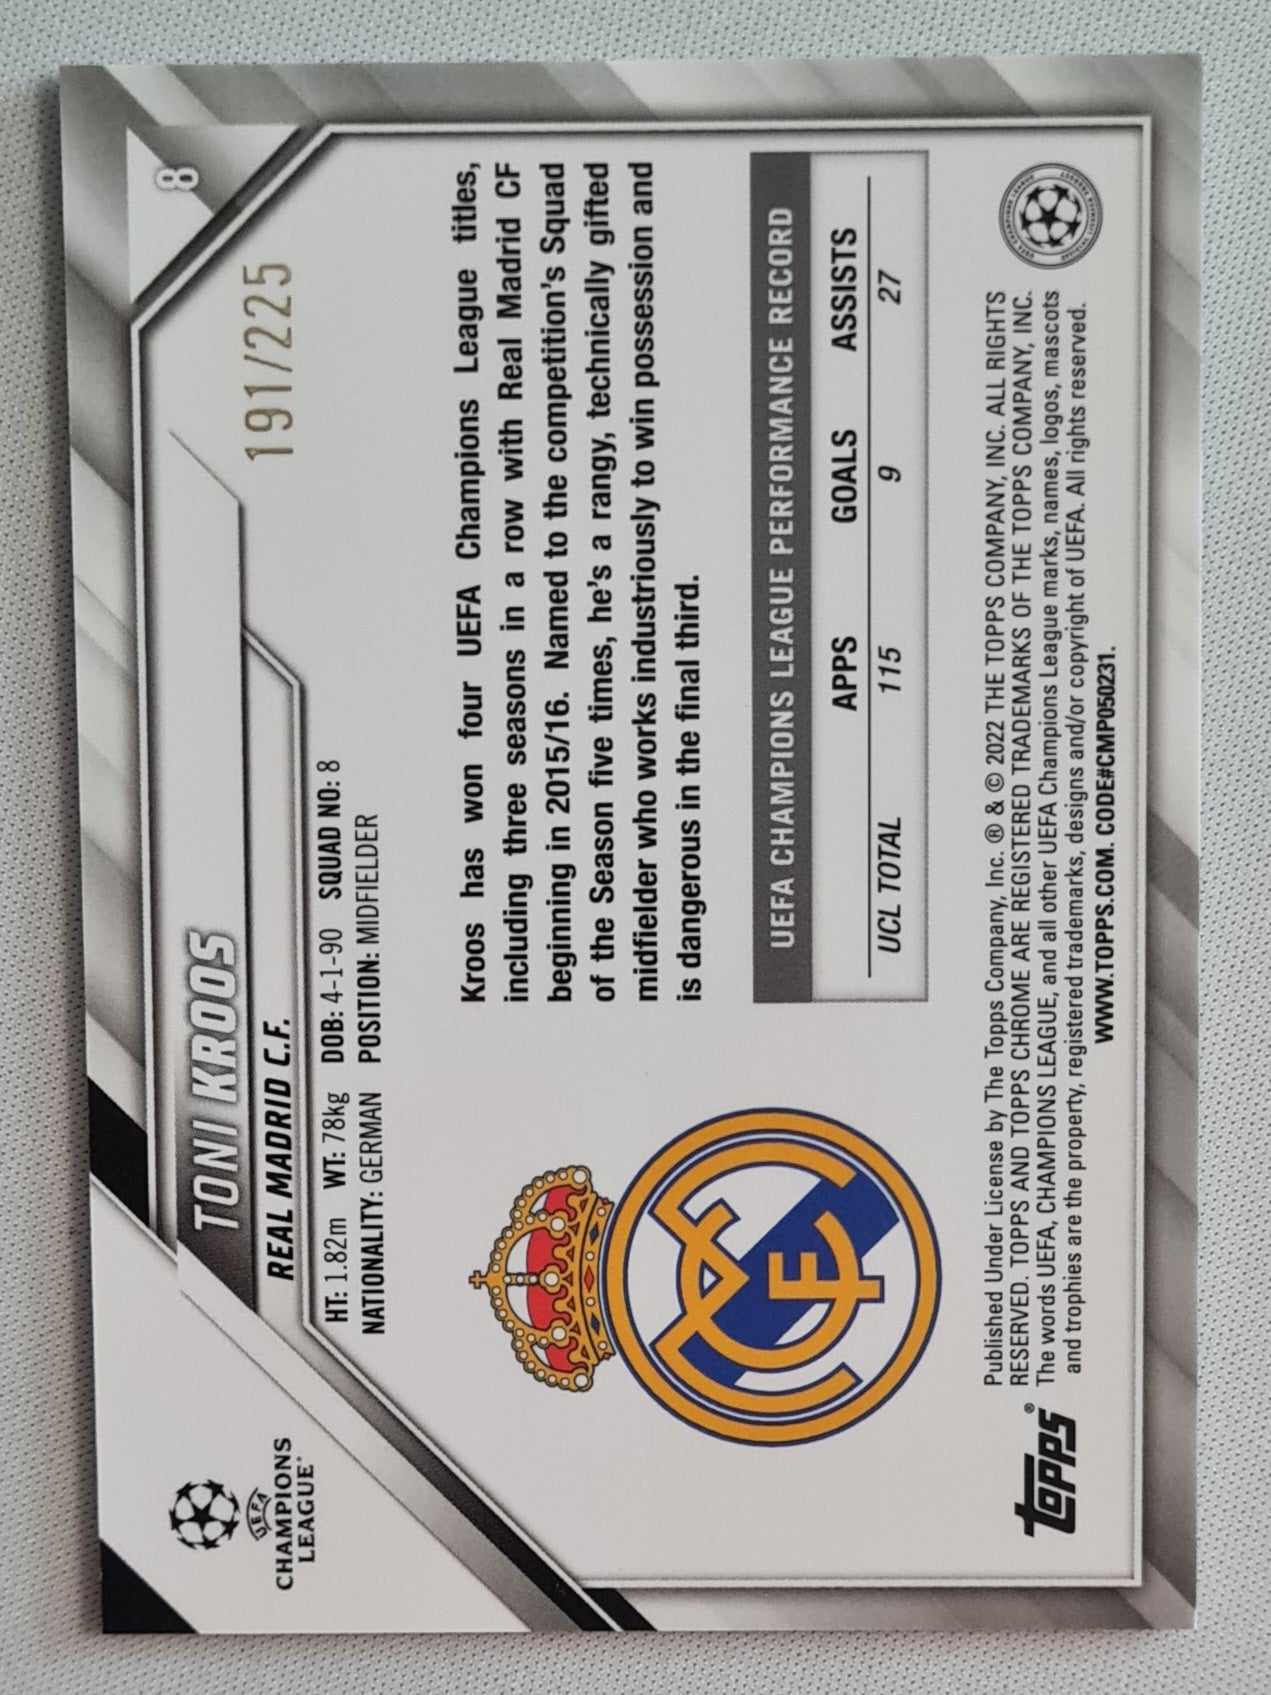 UEFA
CHAMPIONS
LEAGUE
TONI KROOS
8
REAL MADRID C.F.
191/225
HT: 1.82m WT: 78kg DOB: 4-1-90 SQUAD NO: 8
NATIONALITY: GERMAN POSITION: MIDFIELDER
Kroos has won four UEFA Champions League titles,
including three seasons in a row with Real Madrid CF
beginning in 2015/16. Named to the competition's Squad
of the Season five times, he's a rangy, technically gifted
midfielder who works industriously to win possession and
is dangerous in the final third.
UEFA CHAMPIONS LEAGUE PERFORMANCE RECORD
APPS GOALS ASSISTS
UCL TOTAL 115 9 27
topps®
Published Under License by The Topps Company, Inc. ® & © 2022 THE TOPPS COMPANY, INC. ALL RIGHTS
RESERVED. TOPPS AND TOPPS CHROME ARE REGISTERED TRADEMARKS OF THE TOPPS COMPANY, INC.
The words UEFA, CHAMPIONS LEAGUE, and all other UEFA Champions League marks, names, logos, mascots
and trophies are the property, registered trademarks, designs and/or copyright of UEFA. All rights reserved.
WWW.TOPPS.COM. CODE#CMP050231.